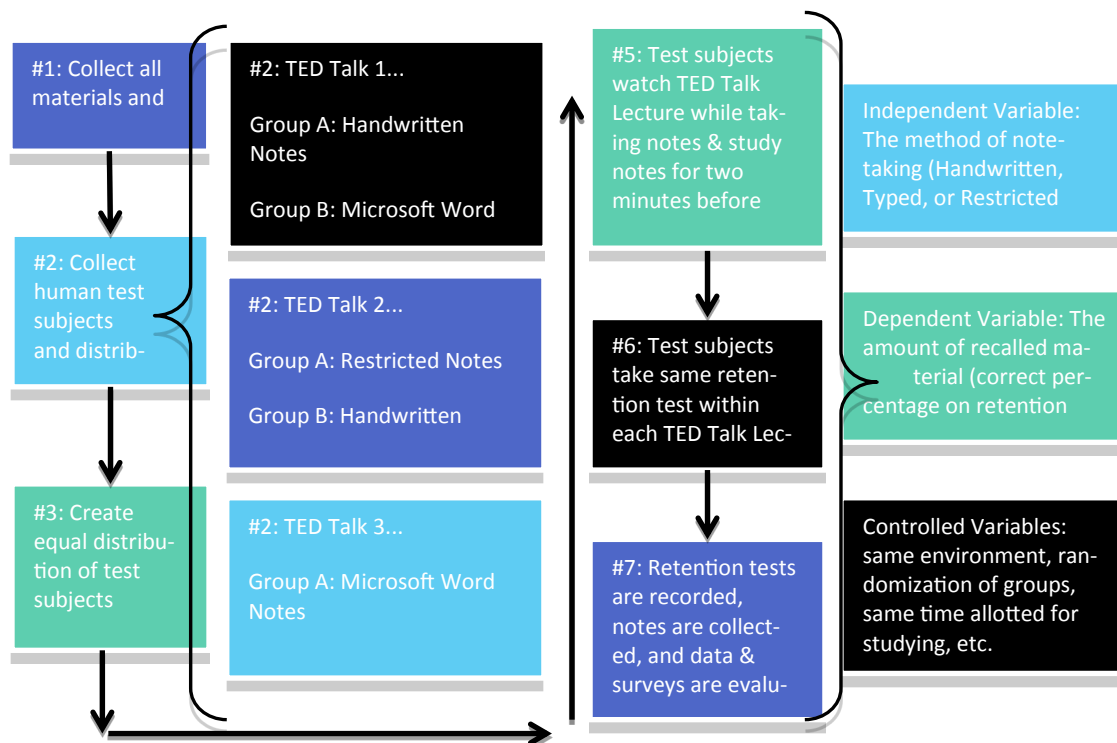 #1: Collect all
materials and
#2: Collect
human test
subjects
and distrib-
#3: Create
equal distribu-
tion of test
subjects
#2: TED Talk 1...
Group A: Handwritten
Notes
Group B: Microsoft Word
#2: TED Talk 2...
Group A: Restricted Notes
Group B: Handwritten
#2: TED Talk 3...
Group A: Microsoft Word
Notes
#5: Test subjects
watch TED Talk
Lecture while tak-
ing notes & study
notes for two
minutes before
#6: Test subjects
take same reten-
tion test within
each TED Talk Lec-
#7: Retention tests
are recorded,
notes are collect-
ed, and data &
surveys are evalu-
Independent Variable:
The method of note-
taking (Handwritten,
Typed, or Restricted
Dependent Variable: The
amount of recalled ma-
terial (correct per-
centage on retention
Controlled Variables:
same environment, ran-
domization of groups,
same time allotted for
studying, etc.